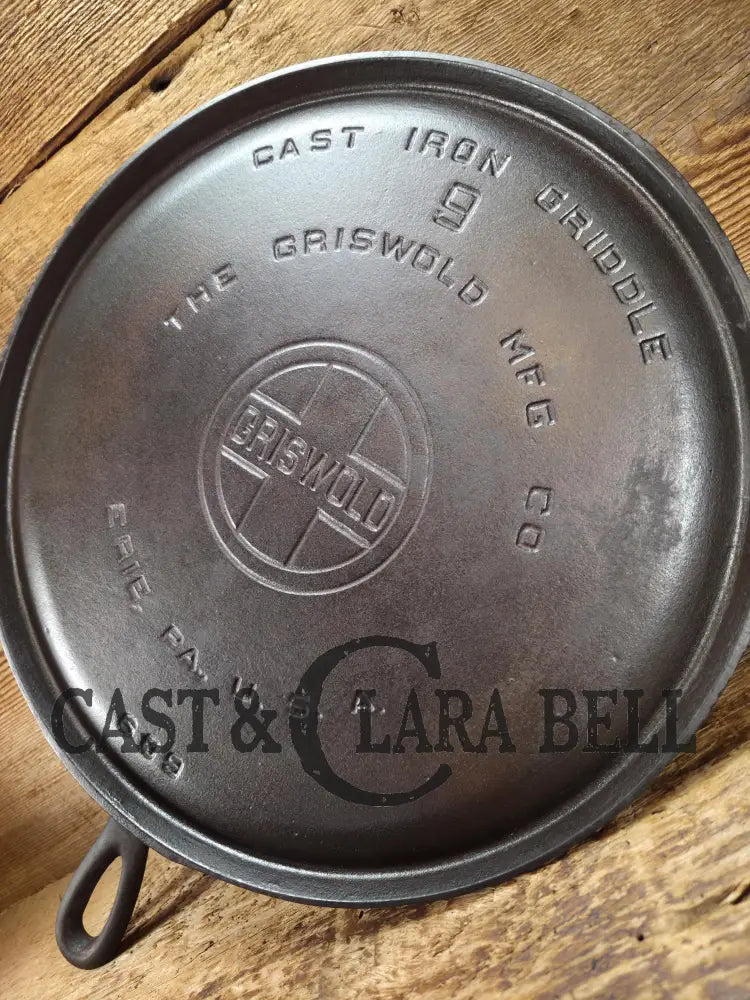 CAST IRON GRIDDLE
9
THE GRISWOLD MFG CO
GRISWOLD
ERIE, PA., U.S.A.
CAST & CLARA BELL